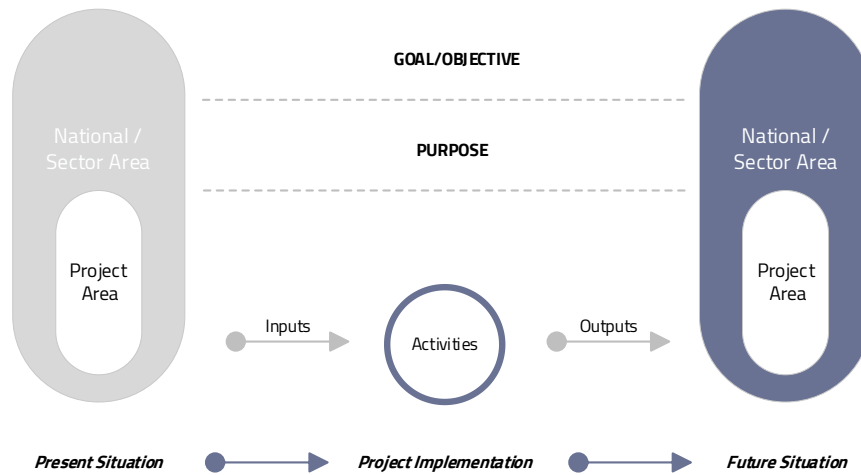 GOAL/OBJECTIVE
National /
Sector Area
PURPOSE
National /
Sector Area
Project
Area
Inputs
Activities
Outputs
Project
Area
Present Situation
Project Implementation
Future Situation